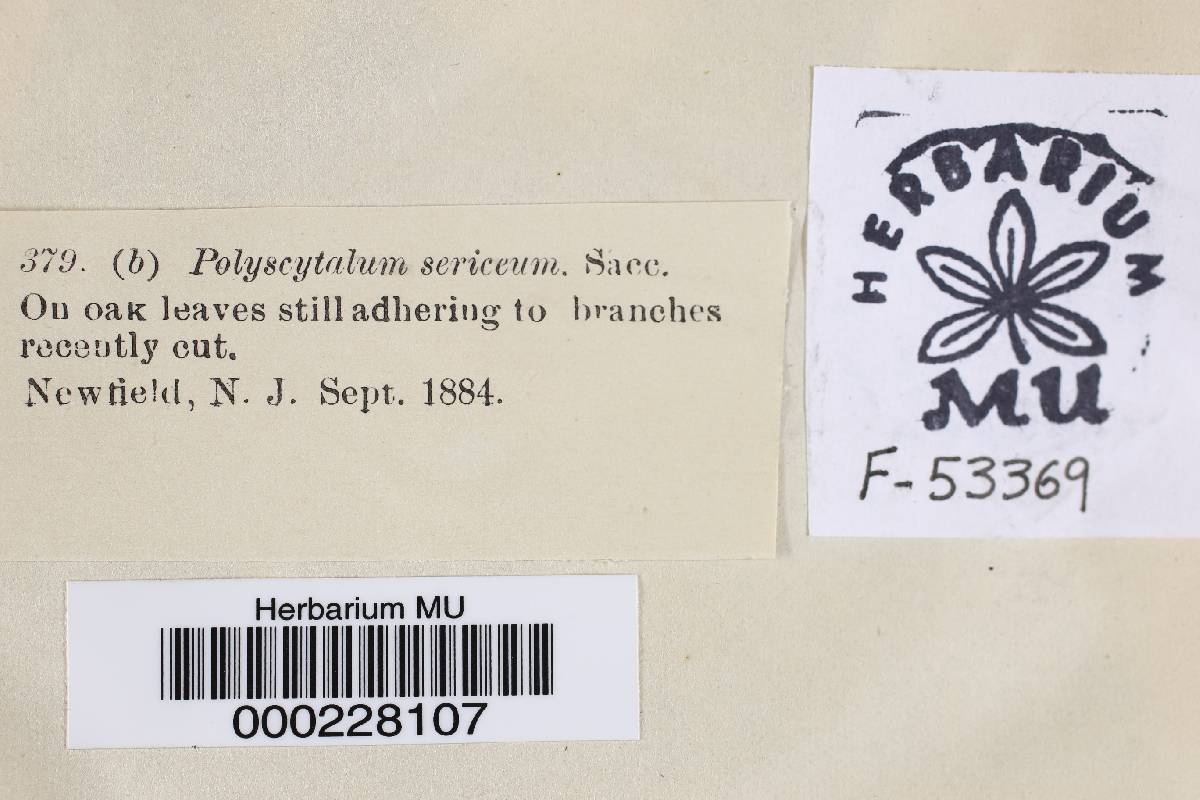 379. (b) Polyscytalum sericeum. Sacc.
On oak leaves still adhering to branches
recently cut.
Newfield, N. J. Sept. 1884.
HERBARIUM
MU
F-53369
Herbarium MU
000228107